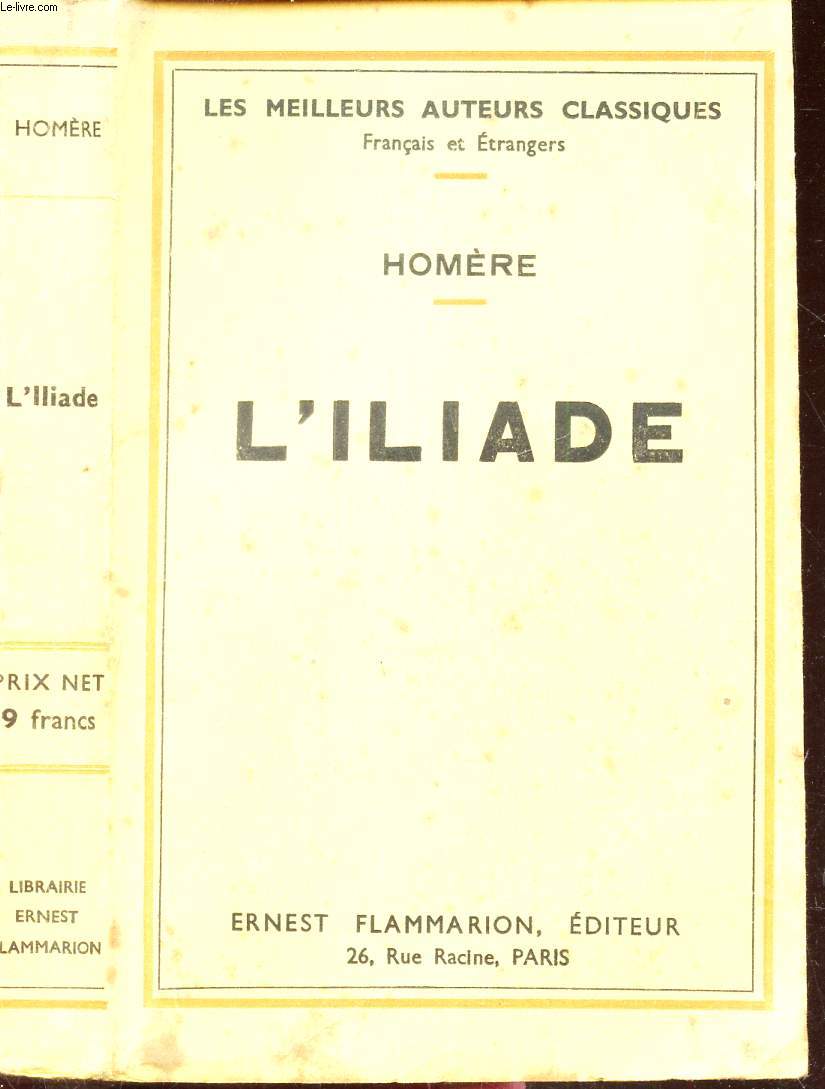 Le-livre.com
HOMÈRE
L'Iliade
PRIX NET
9 francs
LIBRAIRIE
ERNEST
LAMMARION
LES MEILLEURS AUTEURS CLASSIQUES
Français et Étrangers
HOMÈRE
L'ILIADE
ERNEST FLAMMARION, ÉDITEUR
26, Rue Racine, PARIS